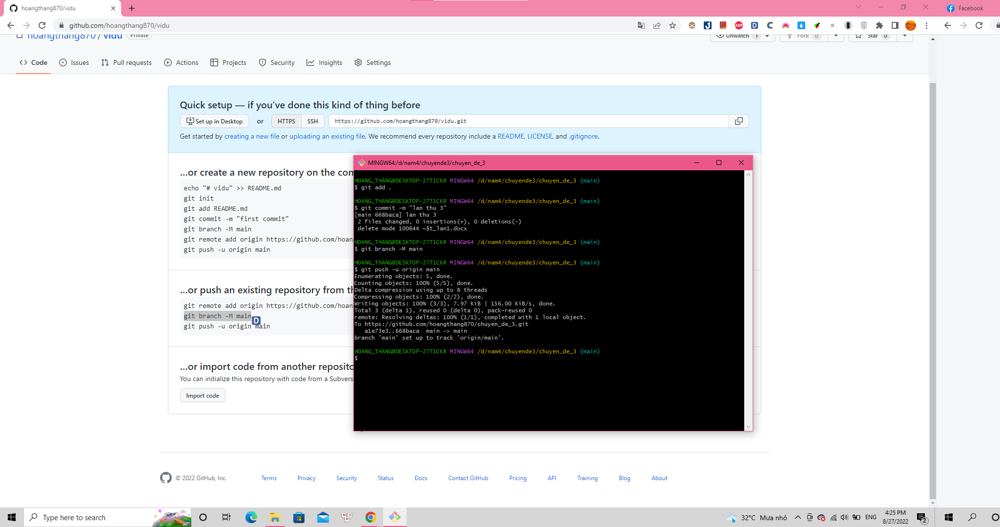 hoangthang870/vidu
Facebook
github.com/hoangthang870/vidu
hoangthang870 / vidu Private
Unwatch 1
Fork 0
Star 0
Code
Issues
Pull requests
Actions
Projects
Security
Insights
Settings
Quick setup — if you've done this kind of thing before
Set up in Desktop or HTTPS SSH https://github.com/hoangthang870/vidu.git
Get started by creating a new file or uploading an existing file. We recommend every repository include a README, LICENSE, and .gitignore.
…or create a new repository on the com
echo "# vidu" >> README.md
git init
git add README.md
git commit -m "first commit"
git branch -M main
git remote add origin https://github.com/hoan
git push -u origin main
…or push an existing repository from th
git remote add origin https://github.com/hoan
git branch -M main
git push -u origin main
…or import code from another reposito
You can initialize this repository with code from a Subvers
Import code
MINGW64:/d/nam4/chuyende3/chuyen_de_3
HOANG_THANG@DESKTOP-27T1CKR MINGW64 /d/nam4/chuyende3/chuyen_de_3 (main)
$ git add .
HOANG_THANG@DESKTOP-27T1CKR MINGW64 /d/nam4/chuyende3/chuyen_de_3 (main)
$ git commit -m "lan thu 3"
[main 668baca] lan thu 3
2 files changed, 0 insertions(+), 0 deletions(-)
delete mode 100644 ~$t_lan1.docx
HOANG_THANG@DESKTOP-27T1CKR MINGW64 /d/nam4/chuyende3/chuyen_de_3 (main)
$ git branch -M main
HOANG_THANG@DESKTOP-27T1CKR MINGW64 /d/nam4/chuyende3/chuyen_de_3 (main)
$ git push -u origin main
Enumerating objects: 5, done.
Counting objects: 100% (5/5), done.
Delta compression using up to 8 threads
Compressing objects: 100% (2/2), done.
Writing objects: 100% (3/3), 7.97 KiB | 156.00 KiB/s, done.
Total 3 (delta 1), reused 0 (delta 0), pack-reused 0
remote: Resolving deltas: 100% (1/1), completed with 1 local object.
To https://github.com/hoangthang870/chuyen_de_3.git
a1e73e3..668baca  main -> main
branch 'main' set up to track 'origin/main'.
HOANG_THANG@DESKTOP-27T1CKR MINGW64 /d/nam4/chuyende3/chuyen_de_3 (main)
$
© 2022 GitHub, Inc.
Terms
Privacy
Security
Status
Docs
Contact GitHub
Pricing
API
Training
Blog
About
Type here to search
32°C Mưa nhỏ
ENG
4:25 PM
8/27/2022
2